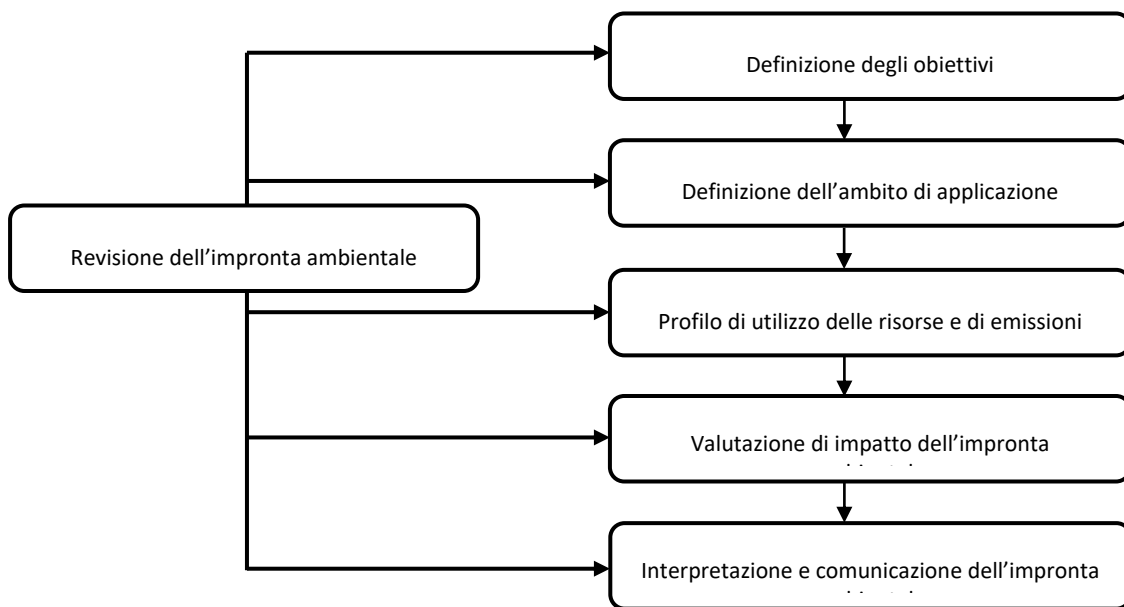 Definizione degli obiettivi
Definizione dell’ambito di applicazione
Revisione dell’impronta ambientale
Profilo di utilizzo delle risorse e di emissioni
Valutazione di impatto dell’impronta
Interpretazione e comunicazione dell’impronta